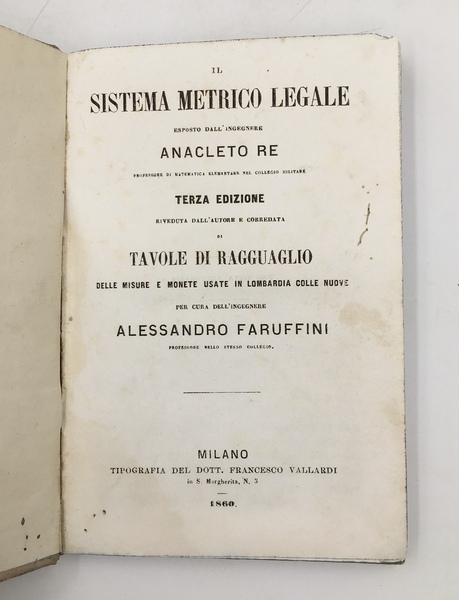 IL
SISTEMA METRICO LEGALE
ESPOSTO DALL'INGEGNERE
ANACLETO RE
PROFESSORE DI MATEMATICA ELEMENTARE NEL COLLEGIO MILITARE
TERZA EDIZIONE
RIVEDUTA DALL'AUTORE E CORREDATA
DI
TAVOLE DI RAGGUAGLIO
DELLE MISURE E MONETE USATE IN LOMBARDIA COLLE NUOVE
PER CURA DELL'INGEGNERE
ALESSANDRO FARUFFINI
PROFESSORE NELLO STESSO COLLEGIO.
MILANO
TIPOGRAFIA DEL DOTT. FRANCESCO VALLARDI
in S. Margherita, N. 5
1860.